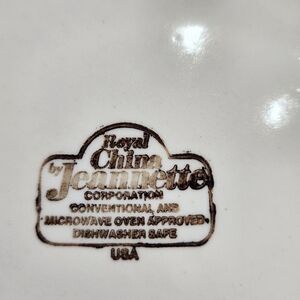 Royal
China
by Jeannette
CORPORATION
CONVENTIONAL AND
MICROWAVE OVEN APPROVED
DISHWASHER SAFE
USA